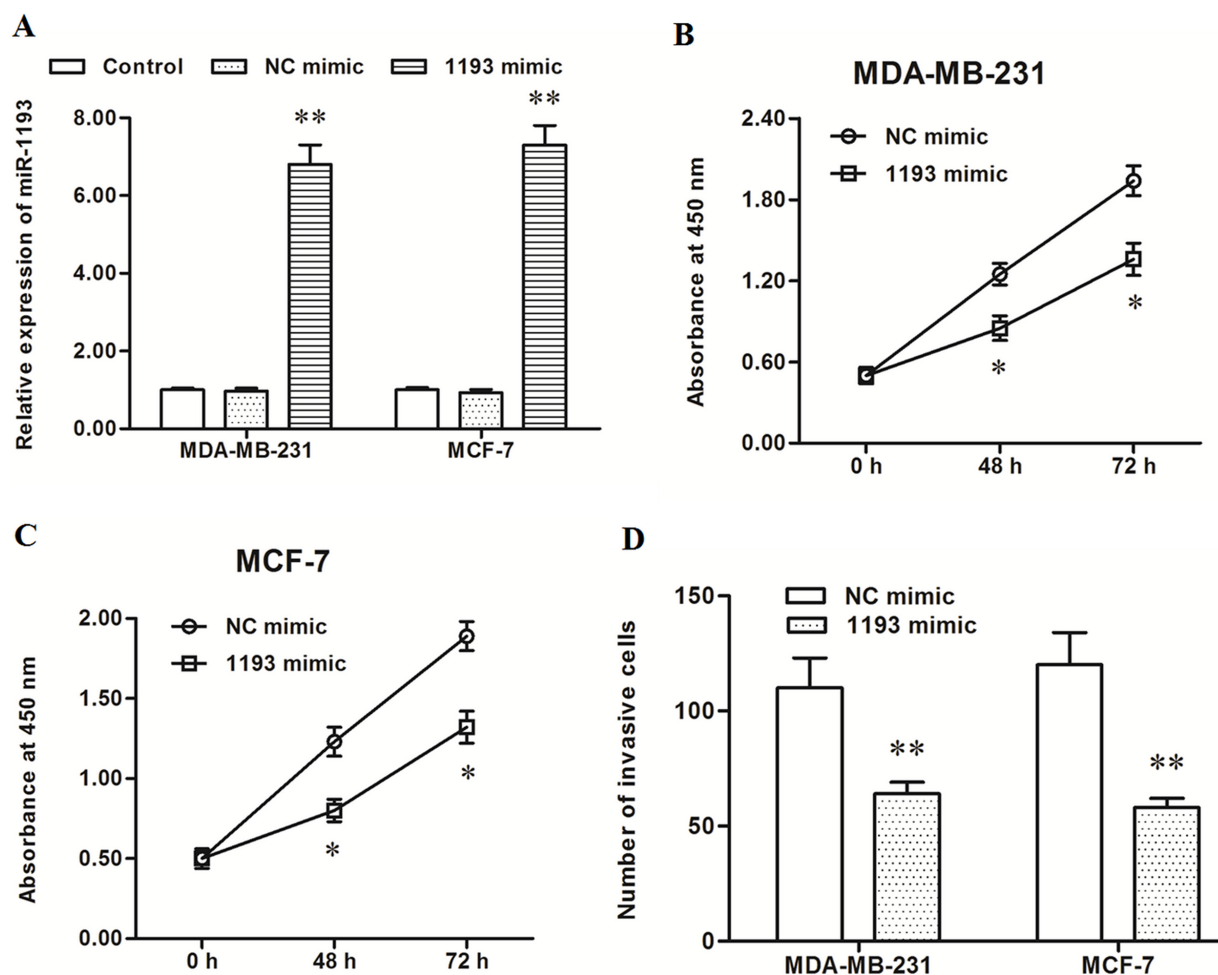 A
Control NC mimic 1193 mimic
Relative expression of miR-1193
8.00
6.00
4.00
2.00
0.00
** **
MDA-MB-231 MCF-7
B
MDA-MB-231
NC mimic
1193 mimic
Absorbance at 450 nm
2.40
1.80
1.20
0.60
0.00
* *
0 h 48 h 72 h
C
MCF-7
NC mimic
1193 mimic
Absorbance at 450 nm
2.00
1.50
1.00
0.50
0.00
* *
0 h 48 h 72 h
D
NC mimic
1193 mimic
Number of invasive cells
150
100
50
0
** **
MDA-MB-231 MCF-7